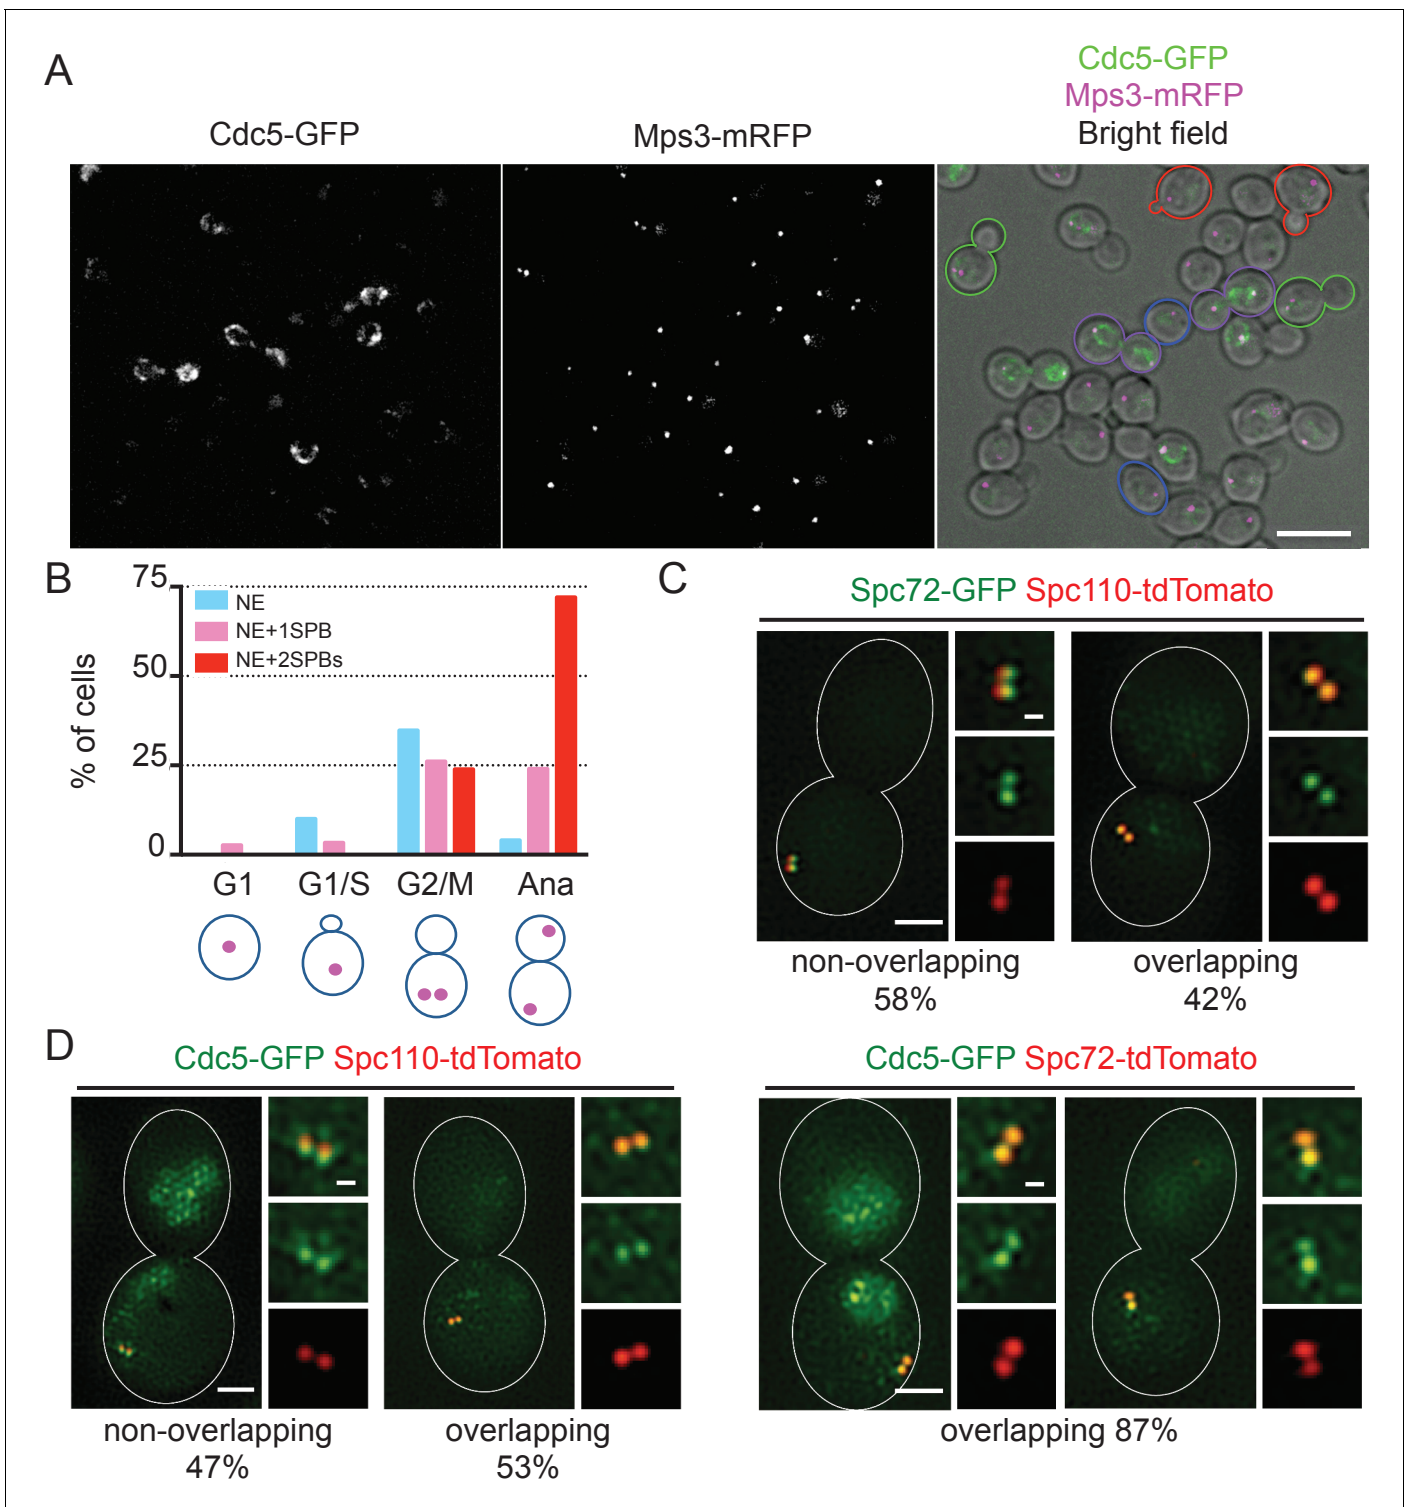 A
Cdc5-GFP
Mps3-mRFP
Cdc5-GFP
Mps3-mRFP
Bright field
B
75
50
25
0
% of cells
NE
NE+1SPB
NE+2SPBs
G1
G1/S
G2/M
Ana
C
Spc72-GFP Spc110-tdTomato
non-overlapping
58%
overlapping
42%
D
Cdc5-GFP Spc110-tdTomato
non-overlapping
47%
overlapping
53%
Cdc5-GFP Spc72-tdTomato
overlapping 87%